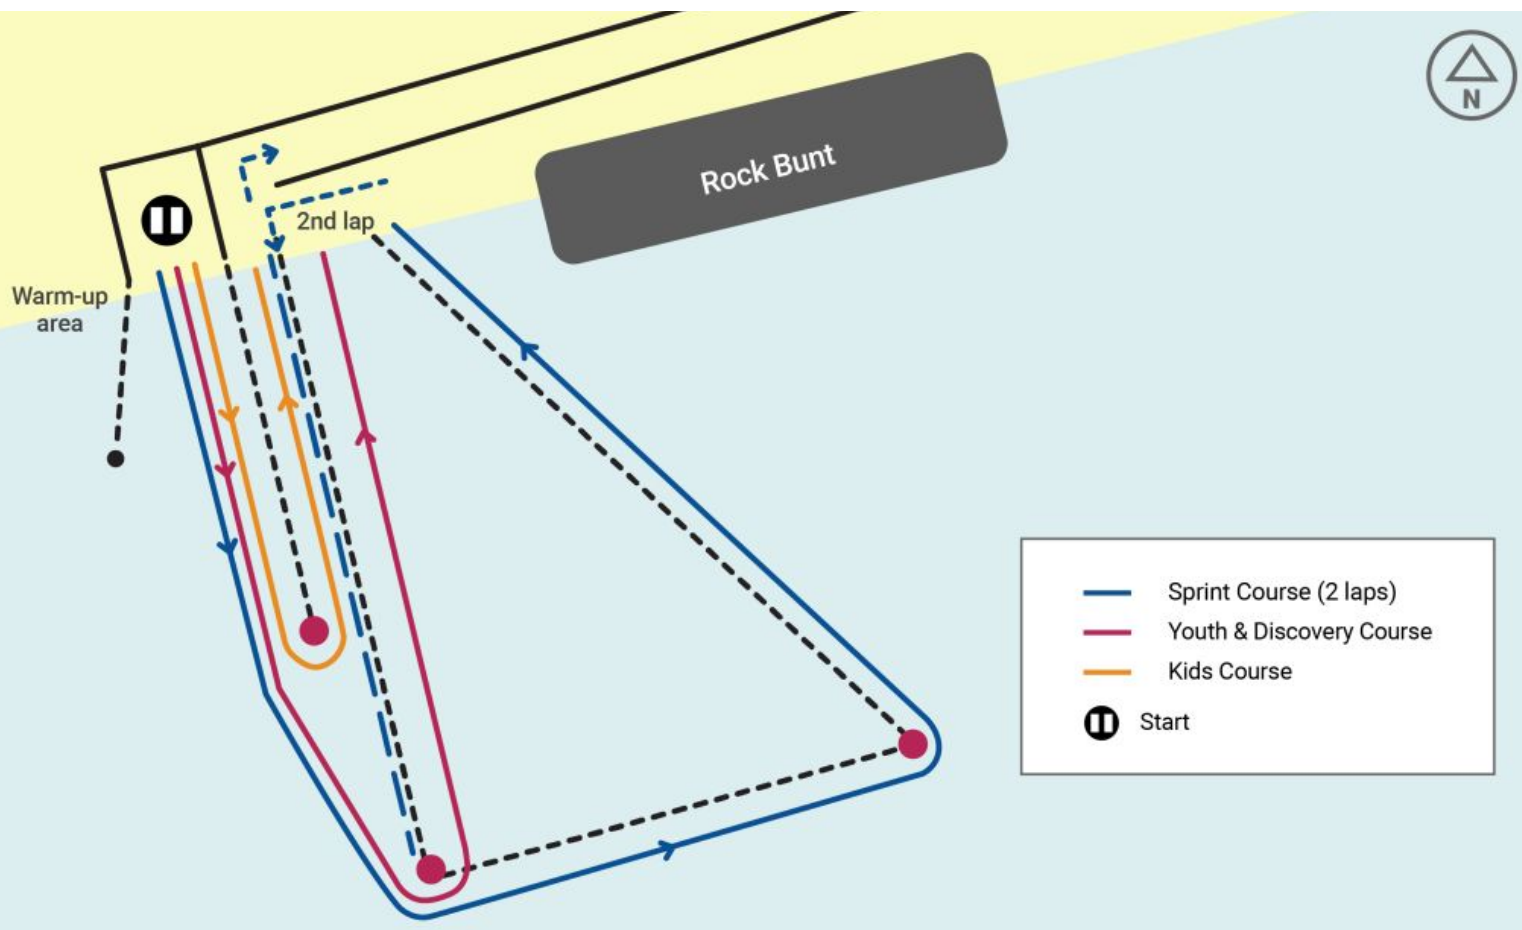 N
Rock Bunt
2nd lap
Warm-up
area
Sprint Course (2 laps)
Youth & Discovery Course
Kids Course
Start